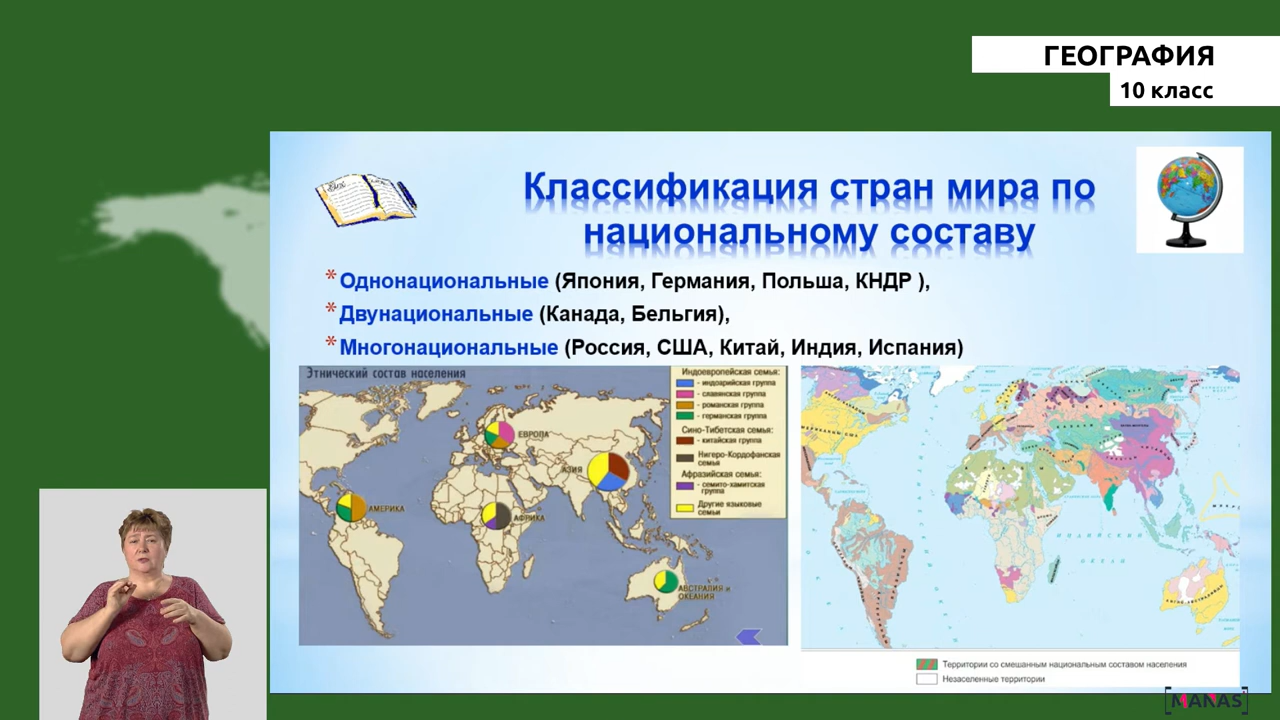 ГЕОГРАФИЯ
10 класс
Классификация стран мира по
национальному составу
* Однонациональные (Япония, Германия, Польша, КНДР ),
* Двунациональные (Канада, Бельгия),
* Многонациональные (Россия, США, Китай, Индия, Испания)
Этнический состав населения
Индоевропейская семья:
- индоарийская группа
- славянская группа
- романская группа
- германская группа
Сино-Тибетская семья:
- китайская группа
Нигеро-Кордофанская
семья
Афразийская семья:
- семито-хамитская
группа
Другие языковые
семьи
ЕВРОПА
АЗИЯ
АМЕРИКА
АФРИКА
АВСТРАЛИЯ и
ОКЕАНИЯ
ИНДИЙСКИЙ
ОКЕАН
Территории со смешанным национальным составом населения
Незаселенные территории
[MANAS]